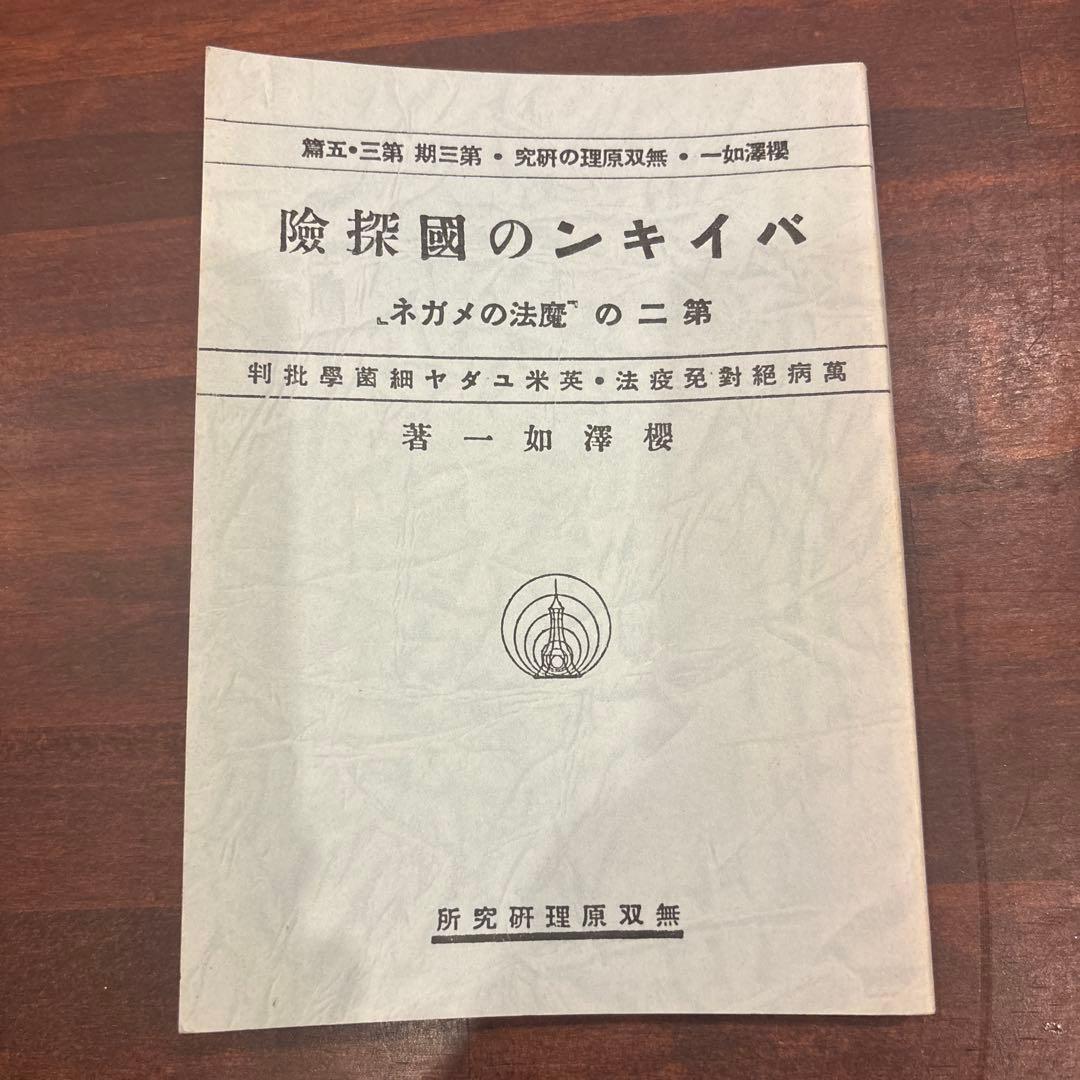 櫻澤如一・無双原理の硏究・第三期 第三・五篇
バイキンの國探險
第二の「魔法のメガネ」
萬病絕對免疫法・英米ユダヤ細菌學批判
櫻澤如一著
無双原理硏究所